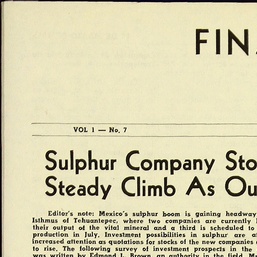 FIN
VOL I — No. 7
Sulphur Company Sto
Steady Climb As Ou
Editor's note: Mexico's sulphur boom is gaining headway
Isthmus of Tehuantepec, where two companies are currently
their output of the vital mineral and a third is scheduled to
production in July, Investment possibilities in sulphur are a
increased attention as quotations for stocks of the new companies
to rise. The following survey of investment prospects in the
was written by Edmond L. Brown, an authority in the field. M